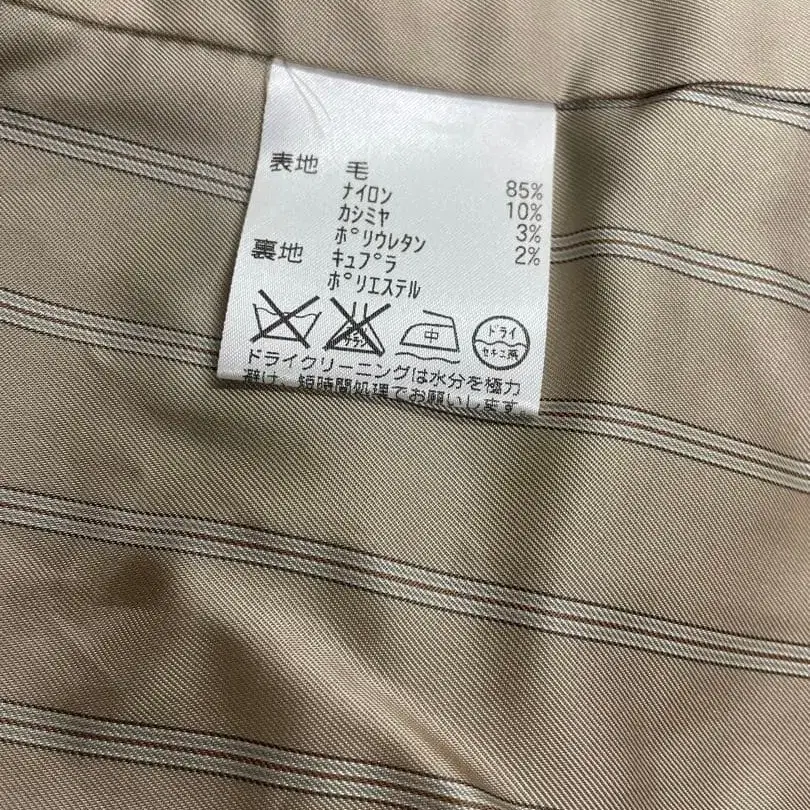 表地 毛 85%
ナイロン 10%
カシミヤ 3%
ポリウレタン 2%
裏地 キュプラ
ポリエステル
中
ドライ
セキユ系
ドライクリーニングは水分を極力
避け、短時間処理でお願いします。